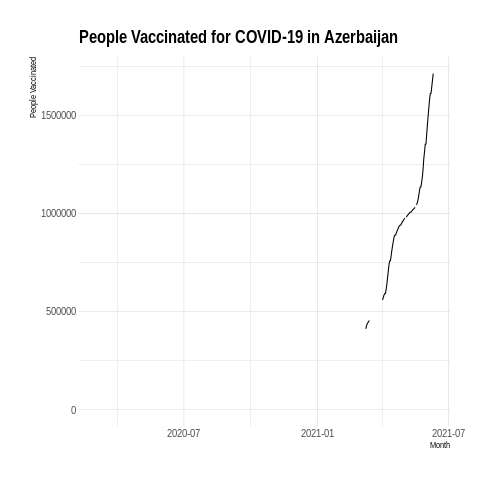 People Vaccinated for COVID-19 in Azerbaijan
People Vaccinated
1500000
1000000
500000
0
2020-07
2021-01
2021-07
Month